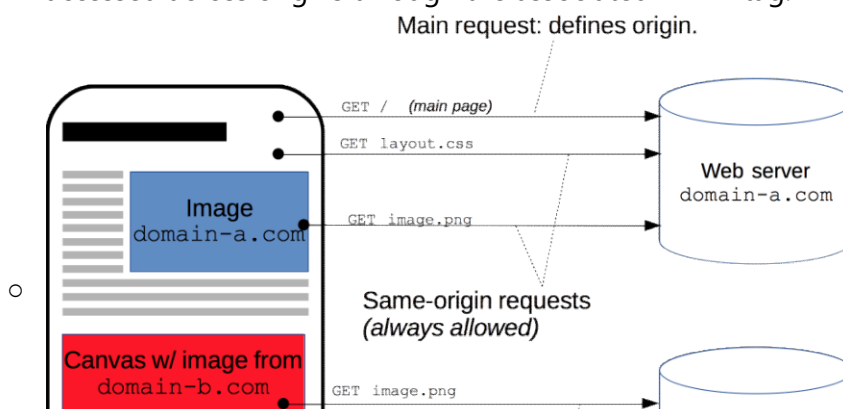 Main request: defines origin.
GET / (main page)
GET layout.css
Web server
domain-a.com
Image
domain-a.com
GET image.png
Same-origin requests
(always allowed)
Canvas w/ image from
domain-b.com
GET image.png